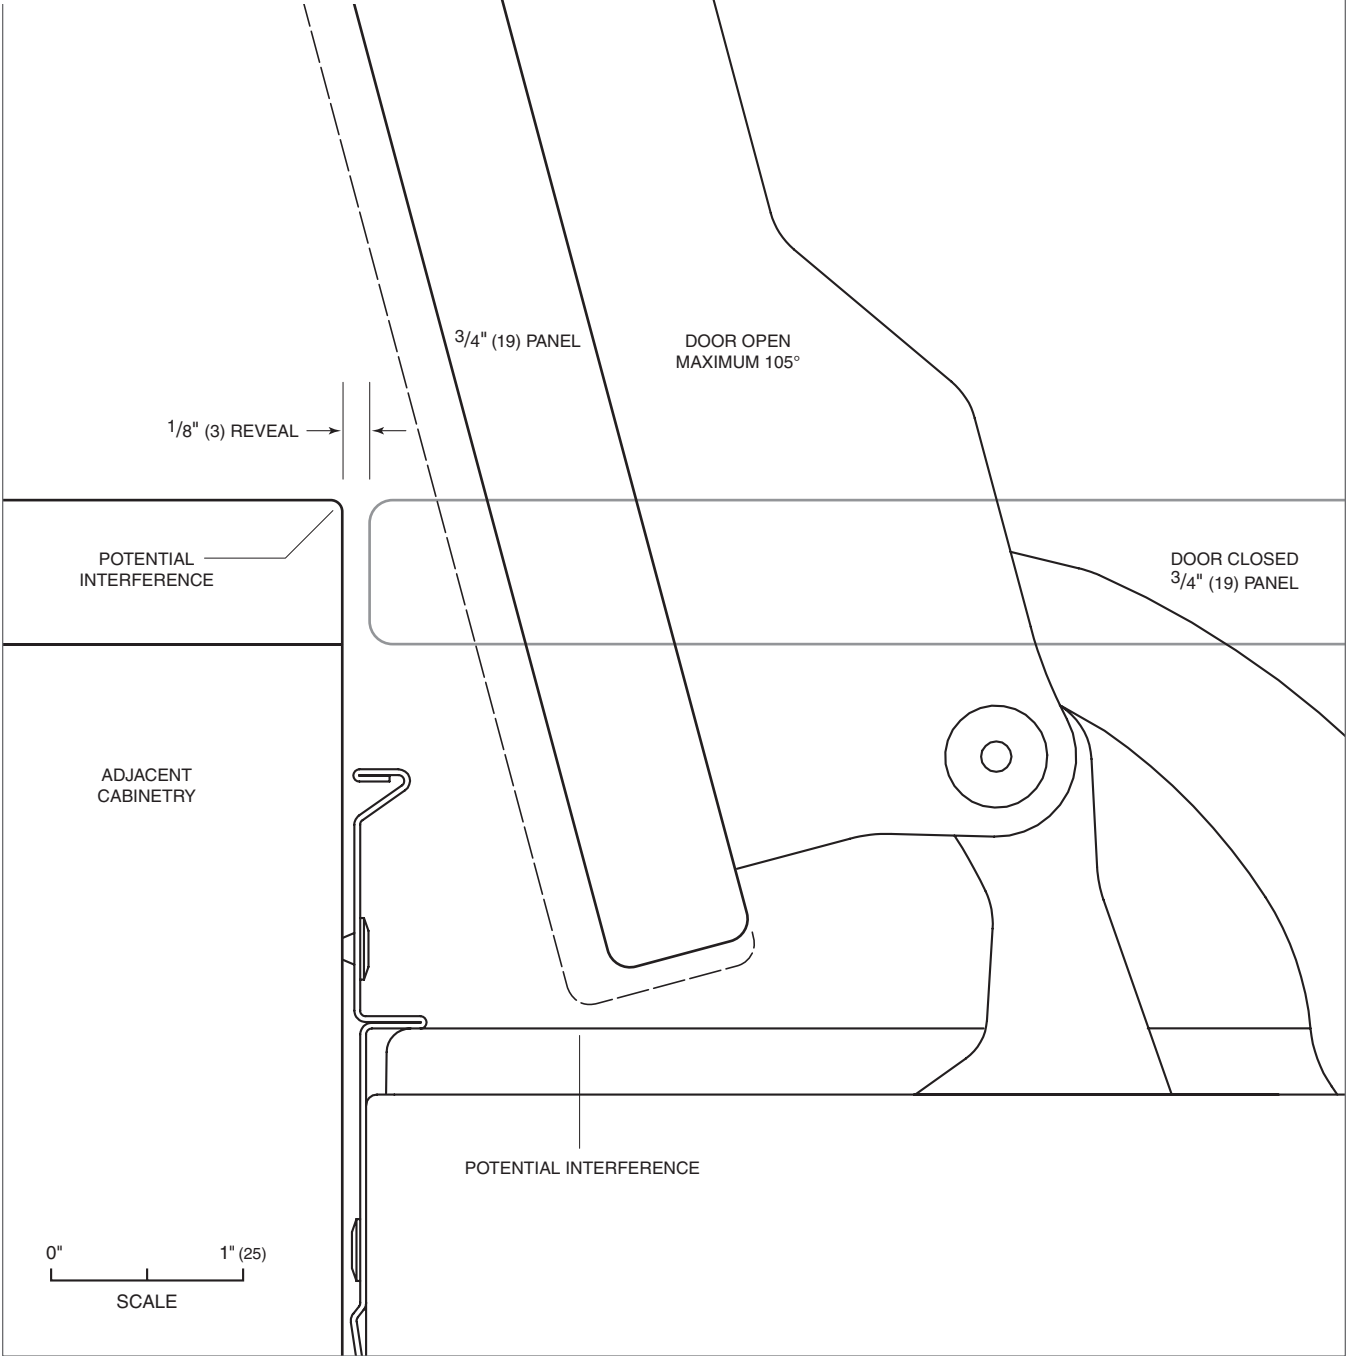 3/4" (19) PANEL
DOOR OPEN
MAXIMUM 105°
1/8" (3) REVEAL
POTENTIAL
INTERFERENCE
DOOR CLOSED
3/4" (19) PANEL
ADJACENT
CABINETRY
POTENTIAL INTERFERENCE
0" 1" (25)
SCALE